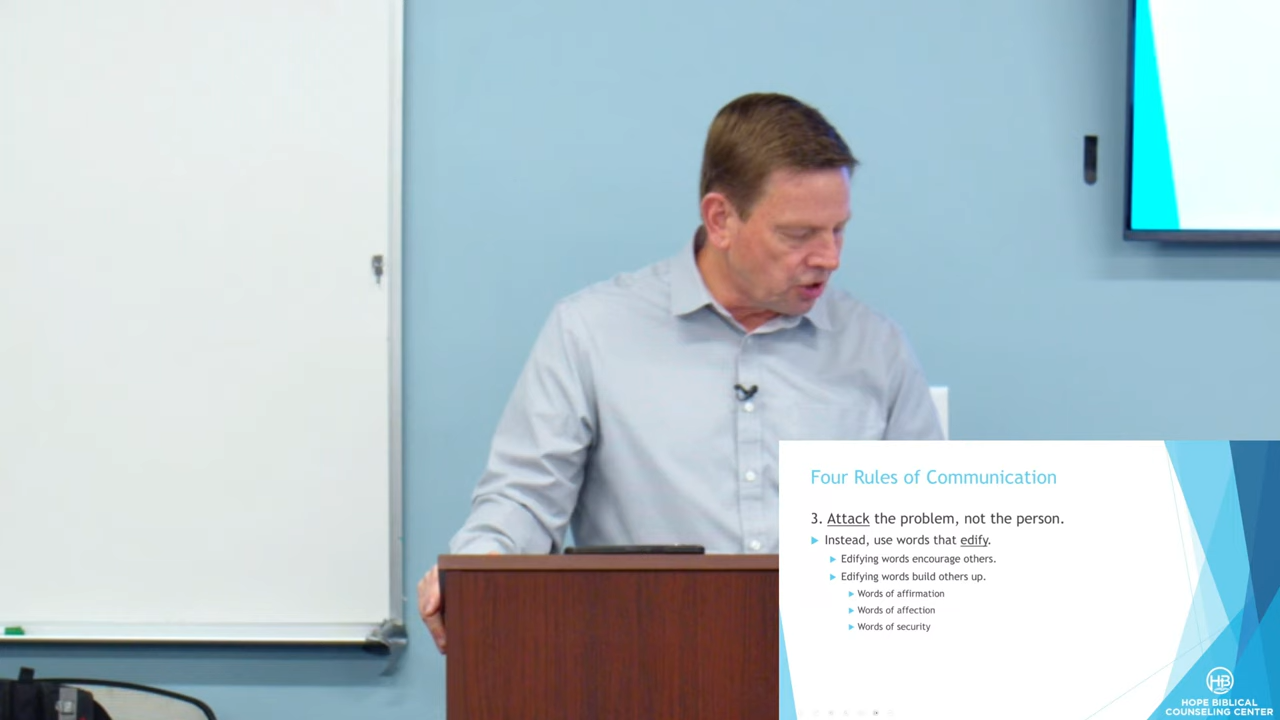 Four Rules of Communication
3. Attack the problem, not the person.
Instead, use words that edify.
Edifying words encourage others.
Edifying words build others up.
Words of affirmation
Words of affection
Words of security
HB
HOPE BIBLICAL
COUNSELING CENTER